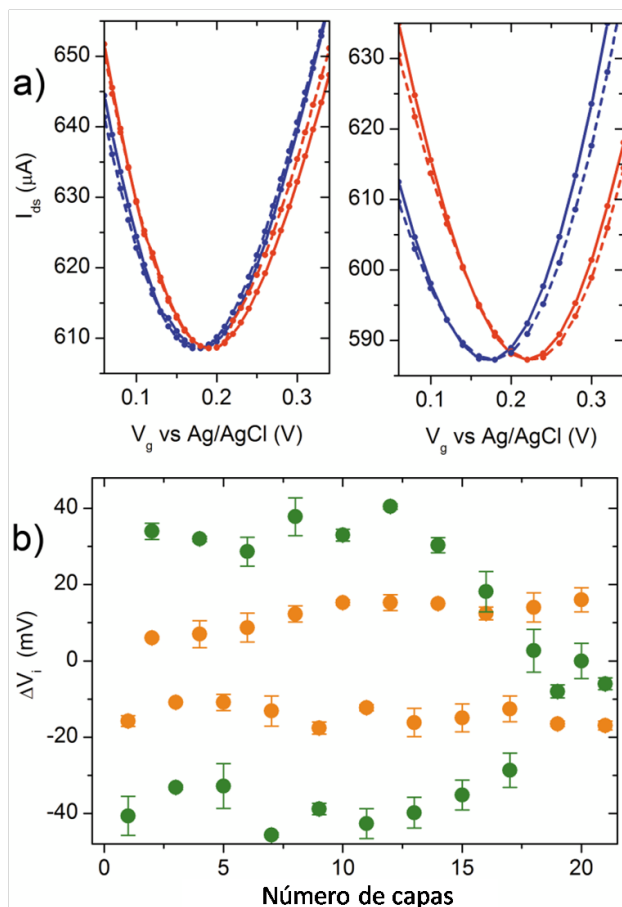 a)
I_ds (μA)
650
640
630
620
610
0.1 0.2 0.3
V_g vs Ag/AgCl (V)
630
620
610
600
590
0.1 0.2 0.3
V_g vs Ag/AgCl (V)
b)
ΔV_i (mV)
40
20
0
-20
-40
0 5 10 15 20
Número de capas